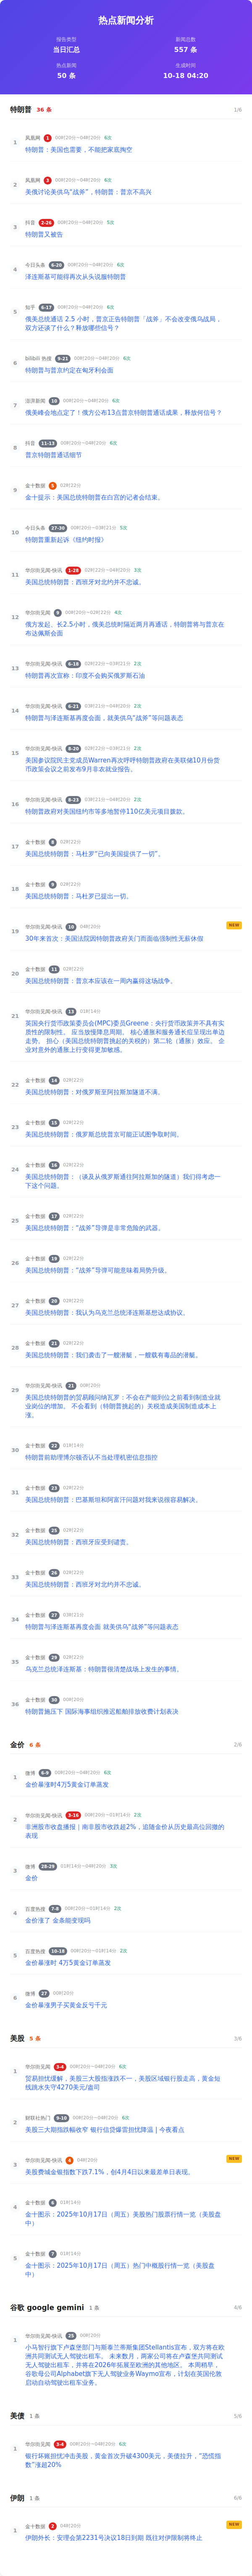 热点新闻分析
报告类型
新闻总数
当日汇总
557 条
热点新闻
生成时间
50 条
10-18 04:20
特朗普 36 条 1/6
1
凤凰网 1 00时20分~04时20分 6次
特朗普：美国也需要，不能把家底掏空
2
凤凰网 3 00时20分~04时20分 6次
美俄讨论美供乌“战斧”，特朗普：普京不高兴
3
抖音 2-26 00时20分~04时20分 5次
特朗普又被告
4
今日头条 6-20 00时20分~04时20分 6次
泽连斯基可能得再次从头说服特朗普
5
知乎 6-17 00时20分~04时20分 6次
俄美总统通话 2.5 小时，普京正告特朗普「战斧」不会改变俄乌战局，
双方还谈了什么？释放哪些信号？
6
bilibili 热搜 9-21 00时20分~04时20分 6次
特朗普与普京约定在匈牙利会面
7
澎湃新闻 10 00时20分~04时20分 6次
俄美峰会地点定了！俄方公布13点普京特朗普通话成果，释放何信号？
8
抖音 11-13 00时20分~04时20分 6次
普京特朗普通话细节
9
金十数据 5 02时22分
金十提示：美国总统特朗普在白宫的记者会结束。
10
今日头条 27-30 00时20分~03时21分 5次
特朗普重新起诉《纽约时报》
11
华尔街见闻-快讯 1-28 02时22分~04时20分 3次
美国总统特朗普：西班牙对北约并不忠诚。
12
华尔街见闻 9 00时20分~02时22分 4次
俄方发起、长2.5小时，俄美总统时隔近两月再通话，特朗普将与普京在
布达佩斯会面
13
华尔街见闻-快讯 6-18 02时22分~03时21分 2次
特朗普再次宣称：印度不会购买俄罗斯石油
14
华尔街见闻-快讯 6-21 03时21分~04时20分 2次
特朗普与泽连斯基再度会面，就美供乌“战斧”等问题表态
15
华尔街见闻-快讯 8-20 02时22分~03时21分 2次
美国参议院民主党成员Warren再次呼呼特朗普政府在美联储10月份货
币政策会议之前发布9月非农就业报告。
16
华尔街见闻-快讯 8-23 03时21分~04时20分 2次
特朗普政府对美国纽约市等多地暂停110亿美元项目拨款。
17
金十数据 8 02时22分
美国总统特朗普：马杜罗“已向美国提供了一切”。
18
金十数据 9 02时22分
美国总统特朗普：马杜罗已提出一切。
19
华尔街见闻-快讯 10 04时20分
NEW
30年来首次：美国法院因特朗普政府关门而面临强制性无薪休假
20
金十数据 11 02时22分
美国总统特朗普：普京本应该在一周内赢得这场战争。
21
华尔街见闻-快讯 13 01时14分
英国央行货币政策委员会(MPC)委员Greene：央行货币政策并不具有实
质性的限制性。 应当放慢降息周期。 核心通胀和服务通长痘呈现出单边
走势。 担心（美国总统特朗普挑起的关税的）第二轮（通胀）效应。 企
业对意外的通胀上行变得更加敏感。
22
金十数据 14 02时22分
美国总统特朗普：对俄罗斯至阿拉斯加隧道不满。
23
金十数据 15 02时22分
美国总统特朗普：俄罗斯总统普京可能正试图争取时间。
24
金十数据 16 02时22分
美国总统特朗普：（谈及从俄罗斯通往阿拉斯加的隧道）我们得考虑一
下这个问题。
25
金十数据 17 02时22分
美国总统特朗普：“战斧”导弹是非常危险的武器。
26
金十数据 19 02时22分
美国总统特朗普：“战斧”导弹可能意味着局势升级。
27
金十数据 20 02时22分
美国总统特朗普：我认为乌克兰总统泽连斯基想达成协议。
28
金十数据 21 02时22分
美国总统特朗普：我们袭击了一艘潜艇，一艘载有毒品的潜艇。
29
华尔街见闻-快讯 21 00时20分
美国总统特朗普的贸易顾问纳瓦罗：不会在产能到位之前看到制造业就
业岗位的增加。 不会看到（特朗普挑起的）关税造成美国制造成本上
涨。
30
金十数据 22 01时14分
特朗普前助理博尔顿否认不当处理机密信息指控
31
金十数据 23 02时22分
美国总统特朗普：巴基斯坦和阿富汗问题对我来说很容易解决。
32
金十数据 25 02时22分
美国总统特朗普：西班牙应受到谴责。
33
金十数据 26 02时22分
美国总统特朗普：西班牙对北约并不忠诚。
34
金十数据 27 03时21分
特朗普与泽连斯基再度会面 就美供乌“战斧”等问题表态
35
金十数据 29 02时22分
乌克兰总统泽连斯基：特朗普很清楚战场上发生的事情。
36
金十数据 30 00时20分
特朗普施压下 国际海事组织推迟船舶排放收费计划表决
金价 6 条 2/6
1
微博 6-9 00时20分~04时20分 6次
金价暴涨时4万5黄金订单蒸发
2
华尔街见闻-快讯 3-16 00时20分~01时14分 2次
非洲股市收盘播报｜南非股市收跌超2%，追随金价从历史最高位回撤的
表现
3
微博 28-29 01时14分~04时20分 3次
金价
4
百度热搜 7-8 00时20分~01时14分 2次
金价涨了 金条能变现吗
5
百度热搜 10-18 00时20分~01时14分 2次
金价暴涨时 4万5黄金订单蒸发
6
微博 27 00时20分
金价暴涨男子买黄金反亏千元
美股 5 条 3/6
1
华尔街见闻 3-4 00时20分~04时20分 6次
贸易担忧缓解，美股三大股指涨跌不一，美股区域银行股走高，黄金短
线跳水失守4270美元/盎司
2
财联社热门 9-10 00时20分~04时20分 6次
美股三大期指跌幅收窄 银行信贷爆雷担忧降温丨今夜看点
3
华尔街见闻-快讯 4 04时20分
NEW
美股费城金银指数下跌7.1%，创4月4日以来最差单日表现。
4
金十数据 6 01时14分
金十图示：2025年10月17日（周五）美股热门股票行情一览（美股盘
中）
5
金十数据 7 01时14分
金十图示：2025年10月17日（周五）热门中概股行情一览（美股盘
中）
谷歌 google gemini 1 条 4/6
1
华尔街见闻-快讯 25 00时20分
小马智行旗下卢森堡部门与斯泰兰蒂斯集团Stellantis宣布，双方将在欧
洲共同测试无人驾驶出租车。 未来数月，两家公司将在卢森堡共同测试
无人驾驶出租车，并将在2026年拓展至欧洲的其他地区。 本周稍早，
谷歌母公司Alphabet旗下无人驾驶业务Waymo宣布，计划在英国伦敦
启动自动驾驶出租车业务。
美债 1 条 5/6
1
华尔街见闻 3-4 00时20分~04时20分 6次
银行坏账担忧冲击美股，黄金首次升破4300美元，美债拉升，“恐慌指
数”涨超20%
伊朗 1 条 6/6
1
金十数据 2 04时20分
NEW
伊朗外长：安理会第2231号决议18日到期 既往对伊限制将终止